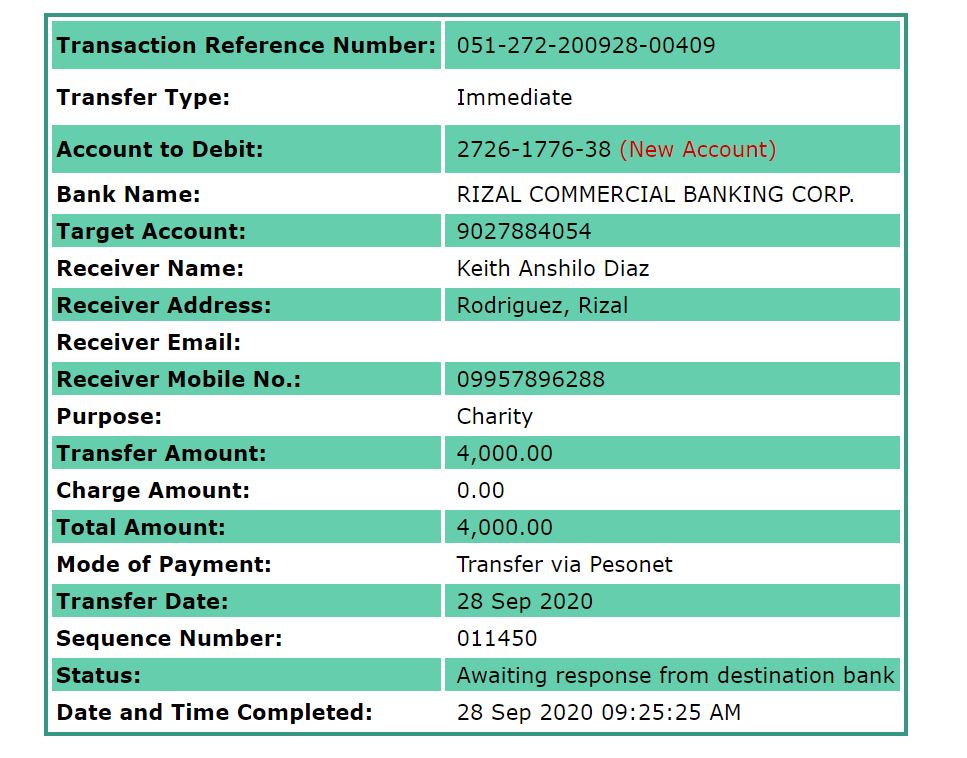 Transaction Reference Number: 051-272-200928-00409
Transfer Type: Immediate
Account to Debit: 2726-1776-38 (New Account)
Bank Name: RIZAL COMMERCIAL BANKING CORP.
Target Account: 9027884054
Receiver Name: Keith Anshilo Diaz
Receiver Address: Rodriguez, Rizal
Receiver Email:
Receiver Mobile No.: 09957896288
Purpose: Charity
Transfer Amount: 4,000.00
Charge Amount: 0.00
Total Amount: 4,000.00
Mode of Payment: Transfer via Pesonet
Transfer Date: 28 Sep 2020
Sequence Number: 011450
Status: Awaiting response from destination bank
Date and Time Completed: 28 Sep 2020 09:25:25 AM